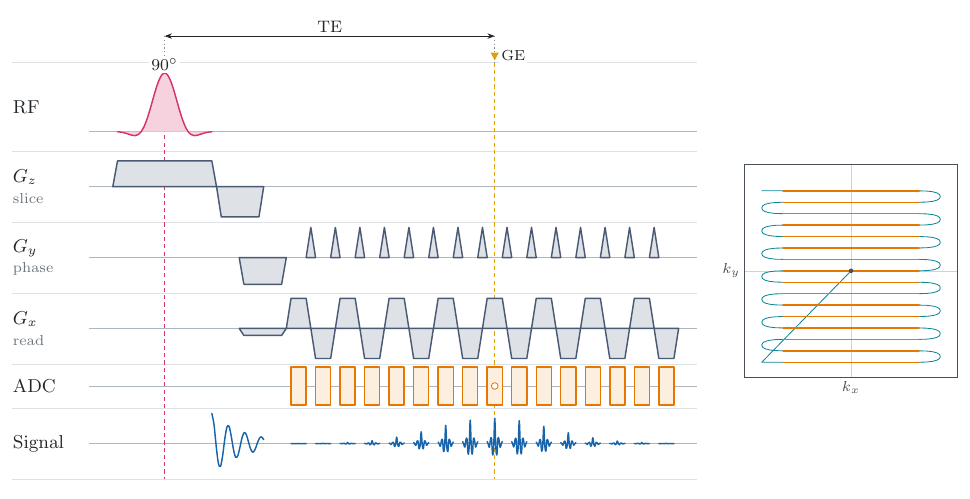 TE
GE
90°
RF
G_z
slice
G_y
phase
k_y
G_x
read
ADC
k_x
Signal